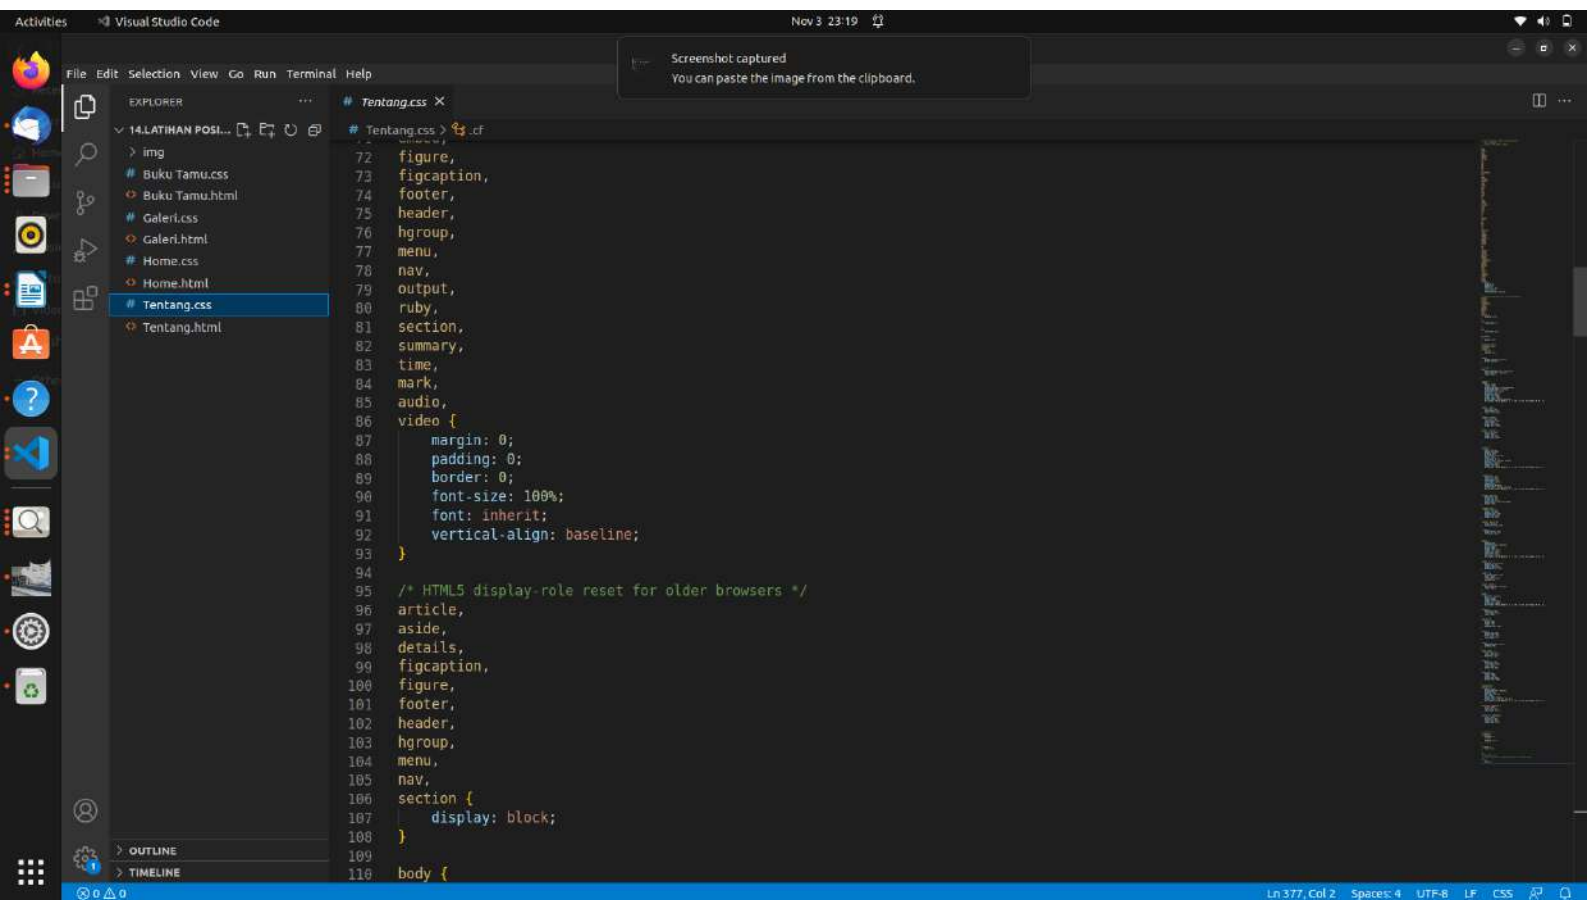 Activities
Visual Studio Code
Nov 3 23:19
Screenshot captured
You can paste the image from the clipboard.
File Edit Selection View Go Run Terminal Help
EXPLORER
# Tentang.css
14.LATIHAN POSI...
# Tentang.css > .cf
img
# Buku Tamu.css
<> Buku Tamu.html
# Galeri.css
<> Galeri.html
# Home.css
<> Home.html
# Tentang.css
<> Tentang.html
72 figure,
73 figcaption,
74 footer,
75 header,
76 hgroup,
77 menu,
78 nav,
79 output,
80 ruby,
81 section,
82 summary,
83 time,
84 mark,
85 audio,
86 video {
87 margin: 0;
88 padding: 0;
89 border: 0;
90 font-size: 100%;
91 font: inherit;
92 vertical-align: baseline;
93 }
94
95 /* HTML5 display-role reset for older browsers */
96 article,
97 aside,
98 details,
99 figcaption,
100 figure,
101 footer,
102 header,
103 hgroup,
104 menu,
105 nav,
106 section {
107 display: block;
108 }
109
110 body {
OUTLINE
TIMELINE
1
0 0
Ln 377, Col 2 Spaces: 4 UTF-8 LF CSS